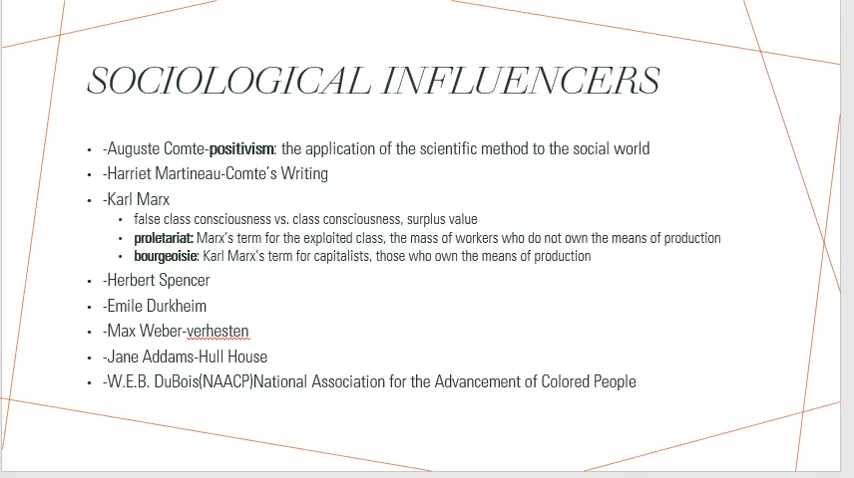 SOCIOLOGICAL INFLUENCERS
• -Auguste Comte-positivism: the application of the scientific method to the social world
• -Harriet Martineau-Comte's Writing
• -Karl Marx
• false class consciousness vs. class consciousness, surplus value
• proletariat: Marx's term for the exploited class, the mass of workers who do not own the means of production
• bourgeoisie: Karl Marx's term for capitalists, those who own the means of production
• -Herbert Spencer
• -Emile Durkheim
• -Max Weber-verhesten
• -Jane Addams-Hull House
• -W.E.B. DuBois(NAACP)National Association for the Advancement of Colored People